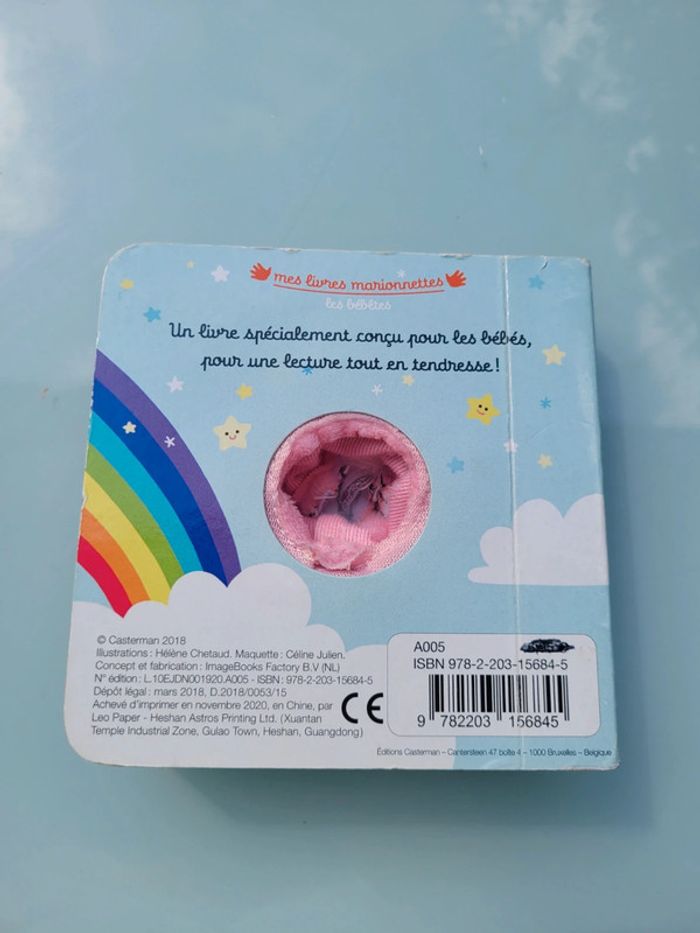 mes livres marionnettes
les bébêtes
Un livre spécialement conçu pour les bébés,
pour une lecture tout en tendresse !
© Casterman 2018
Illustrations : Hélène Chetaud. Maquette : Céline Julien.
Concept et fabrication : ImageBooks Factory B.V (NL)
N° édition : L.10EJDN001920.A005 - ISBN : 978-2-203-15684-5
Dépôt légal : mars 2018, D.2018/0053/15
Achevé d'imprimer en novembre 2020, en Chine, par
Leo Paper - Heshan Astros Printing Ltd. (Xuantan
Temple Industrial Zone, Gulao Town, Heshan, Guangdong)
CE
A005
ISBN 978-2-203-15684-5
9 782203 156845
Éditions Casterman – Cantersteen 47 boîte 4 – 1000 Bruxelles – Belgique